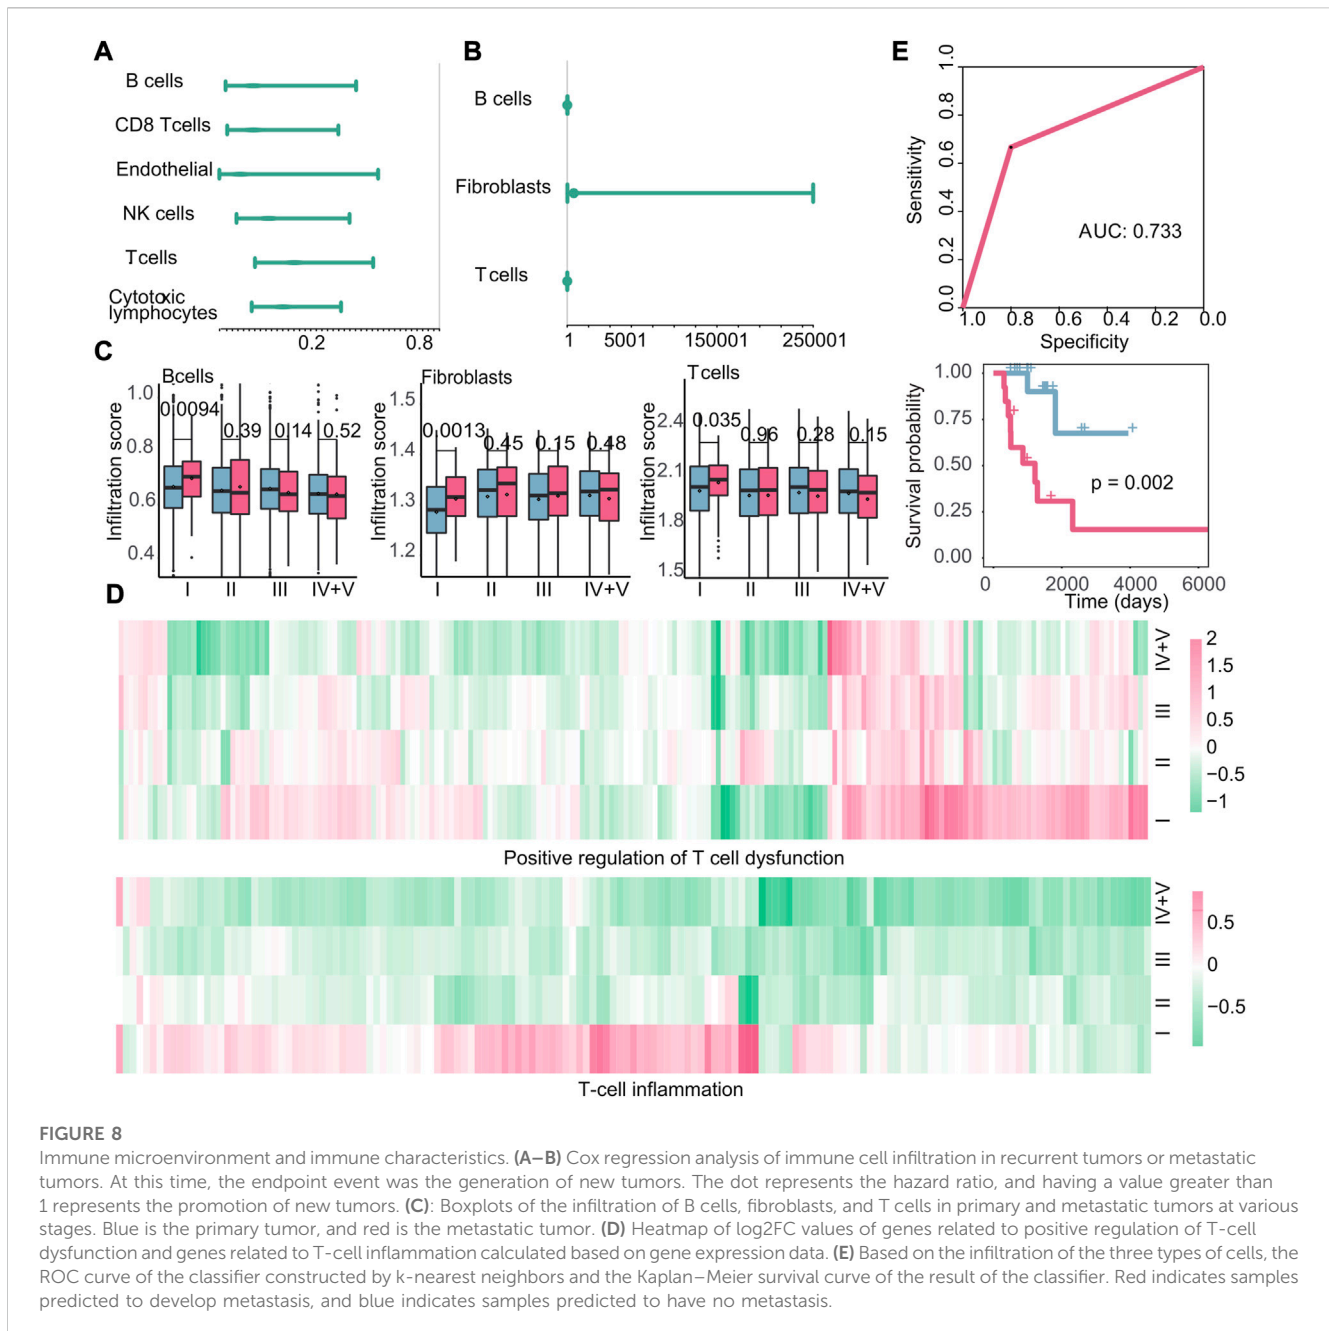 A
B cells
CD8 Tcells
Endothelial
NK cells
Tcells
Cytotoxic
lymphocytes
0.2 0.8
B
B cells
Fibroblasts
T cells
1 5001 150001 250001
E
Sensitivity
0.0 0.2 0.4 0.6 0.8 1.0
AUC: 0.733
1.0 0.8 0.6 0.4 0.2 0.0
Specificity
C
Infiltration score
Bcells
1.0
0.8
0.6
0.4
0.0094 0.39 0.14 0.52
I II III IV+V
Infiltration score
Fibroblasts
1.5
1.4
1.3
1.2
0.0013 0.45 0.15 0.48
I II III IV+V
Infiltration score
Tcells
2.4
2.1
1.8
1.5
0.035 0.96 0.28 0.15
I II III IV+V
Survival probability
1.00
0.75
0.50
0.25
0.00
p = 0.002
0 2000 4000 6000
Time (days)
D
IV+V
III
II
I
2
1.5
1
0.5
0
−0.5
−1
Positive regulation of T cell dysfunction
IV+V
III
II
I
0.5
0
−0.5
T-cell inflammation
FIGURE 8
Immune microenvironment and immune characteristics. (A–B) Cox regression analysis of immune cell infiltration in recurrent tumors or metastatic
tumors. At this time, the endpoint event was the generation of new tumors. The dot represents the hazard ratio, and having a value greater than
1 represents the promotion of new tumors. (C): Boxplots of the infiltration of B cells, fibroblasts, and T cells in primary and metastatic tumors at various
stages. Blue is the primary tumor, and red is the metastatic tumor. (D) Heatmap of log2FC values of genes related to positive regulation of T-cell
dysfunction and genes related to T-cell inflammation calculated based on gene expression data. (E) Based on the infiltration of the three types of cells, the
ROC curve of the classifier constructed by k-nearest neighbors and the Kaplan–Meier survival curve of the result of the classifier. Red indicates samples
predicted to develop metastasis, and blue indicates samples predicted to have no metastasis.